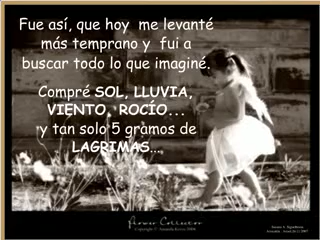 Fue así, que hoy  me levanté
más temprano y  fui a
buscar todo lo que imaginé.
Compré SOL, LLUVIA,
VIENTO,  ROCÍO...
y tan solo 5 gramos de
LAGRIMAS...
Flower Collector